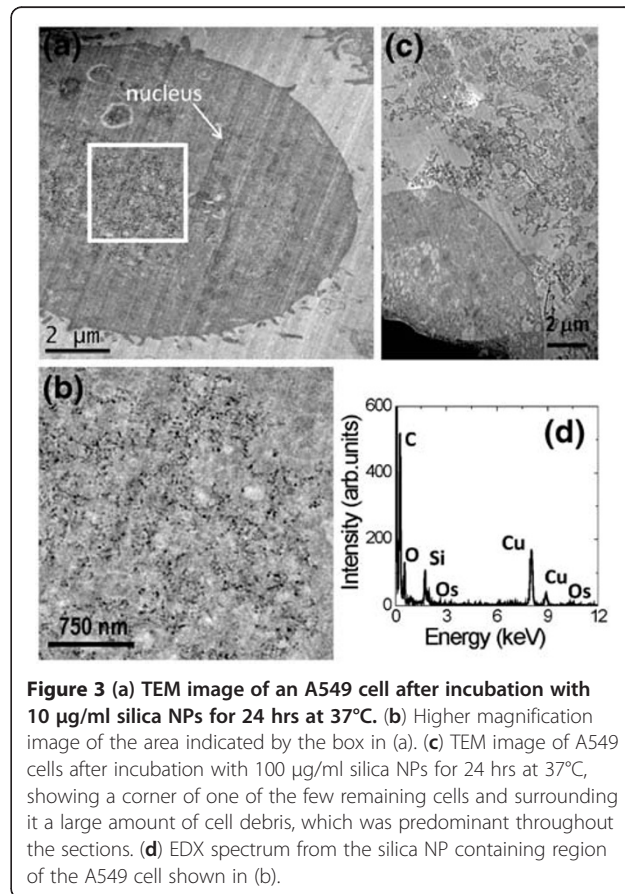 (a)
nucleus
2 µm
(c)
2 µm
(b)
750 nm
(d)
600
400
200
0
Intensity (arb.units)
C
O
Si
Os
Cu
Cu
Os
0 3 6 9 12
Energy (keV)
Figure 3 (a) TEM image of an A549 cell after incubation with
10 µg/ml silica NPs for 24 hrs at 37°C. (b) Higher magnification
image of the area indicated by the box in (a). (c) TEM image of A549
cells after incubation with 100 µg/ml silica NPs for 24 hrs at 37°C,
showing a corner of one of the few remaining cells and surrounding
it a large amount of cell debris, which was predominant throughout
the sections. (d) EDX spectrum from the silica NP containing region
of the A549 cell shown in (b).